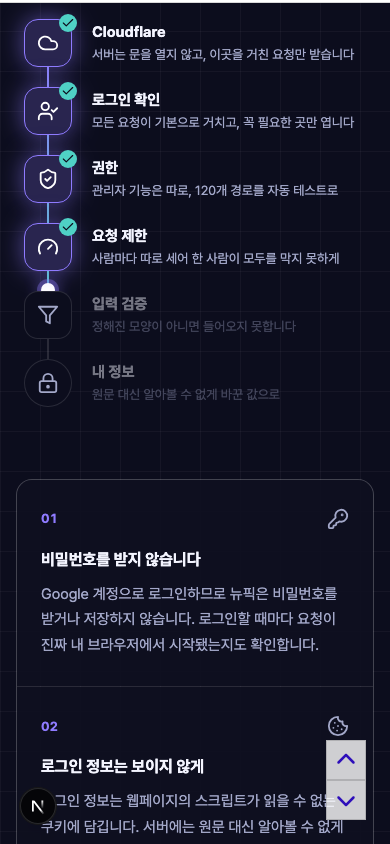 Cloudflare
서버는 문을 열지 않고, 이곳을 거친 요청만 받습니다
로그인 확인
모든 요청이 기본으로 거치고, 꼭 필요한 곳만 엽니다
권한
관리자 기능은 따로, 120개 경로를 자동 테스트로
요청 제한
사람마다 따로 세어 한 사람이 모두를 막지 못하게
입력 검증
정해진 모양이 아니면 들어오지 못합니다
내 정보
원문 대신 알아볼 수 없게 바꾼 값으로
01
비밀번호를 받지 않습니다
Google 계정으로 로그인하므로 뉴픽은 비밀번호를
받거나 저장하지 않습니다. 로그인할 때마다 요청이
진짜 내 브라우저에서 시작됐는지도 확인합니다.
02
로그인 정보는 보이지 않게
N
정보는 웹페이지의 스크립트가 읽을 수 없는
쿠키에 담깁니다. 서버에는 원문 대신 알아볼 수 없게